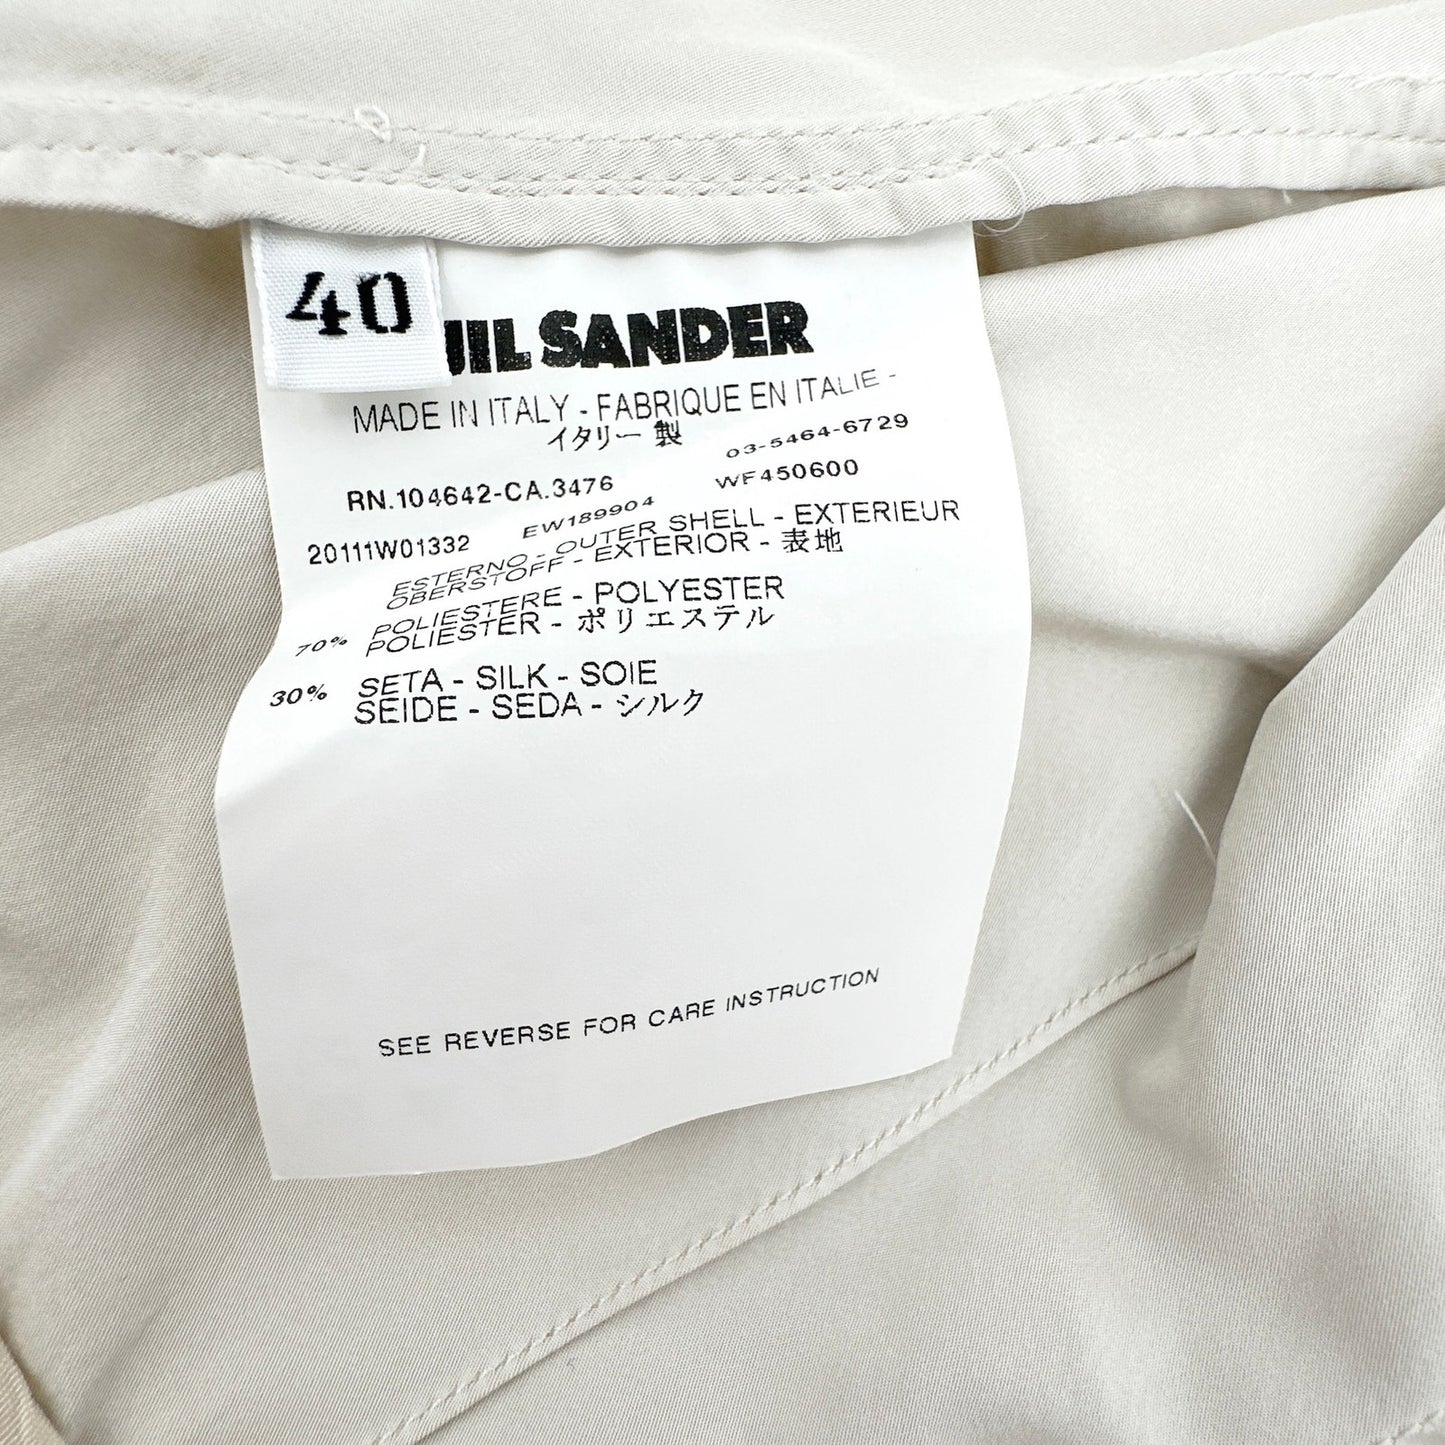 40
JIL SANDER
MADE IN ITALY - FABRIQUE EN ITALIE -
イタリー 製
03-5464-6729
RN.104642-CA.3476 WF450600
20111W01332 EW189904
ESTERNO - OUTER SHELL - EXTERIEUR
OBERSTOFF - EXTERIOR - 表地
70% POLIESTERE - POLYESTER
POLIESTER - ポリエステル
30% SETA - SILK - SOIE
SEIDE - SEDA - シルク
SEE REVERSE FOR CARE INSTRUCTION